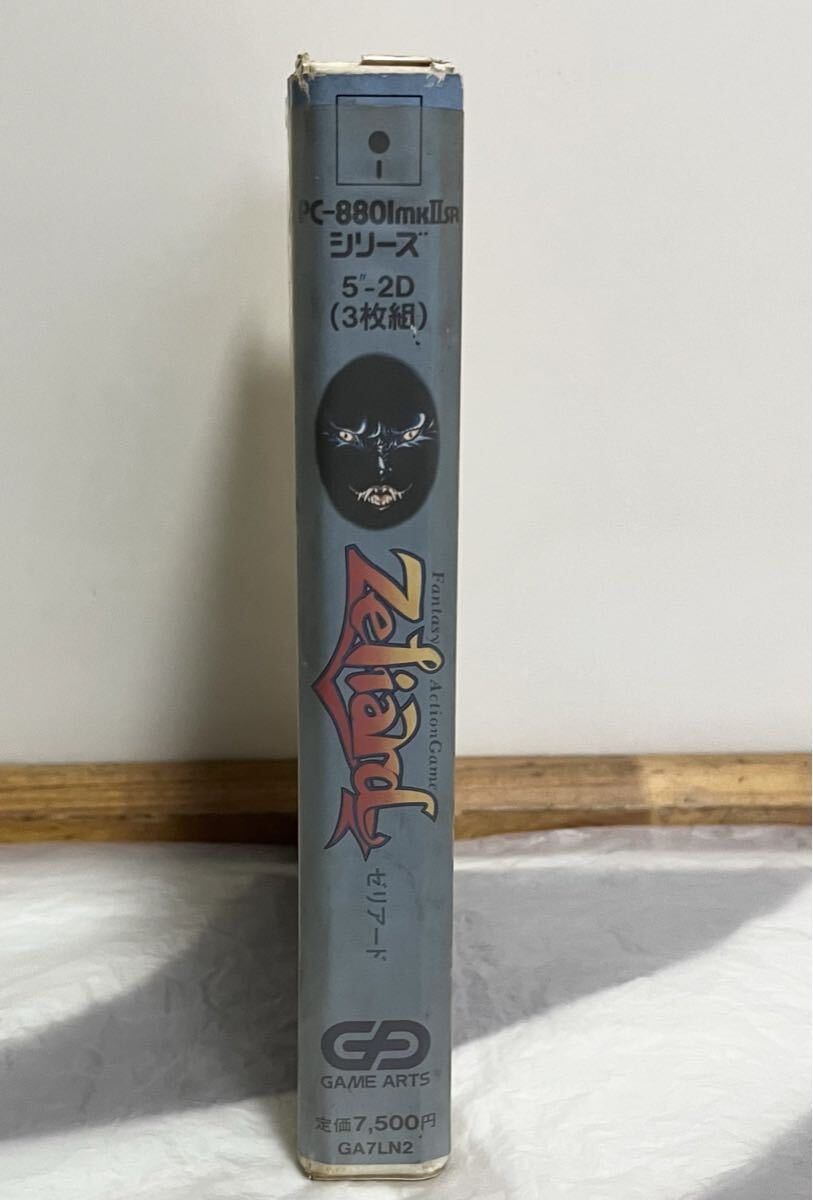 PC-8801mkIISR
シリーズ
5"-2D
(3枚組)
Fantasy Action Game
Zeliard
ゼリアード
GAME ARTS®
定価7,500円
GA7LN2